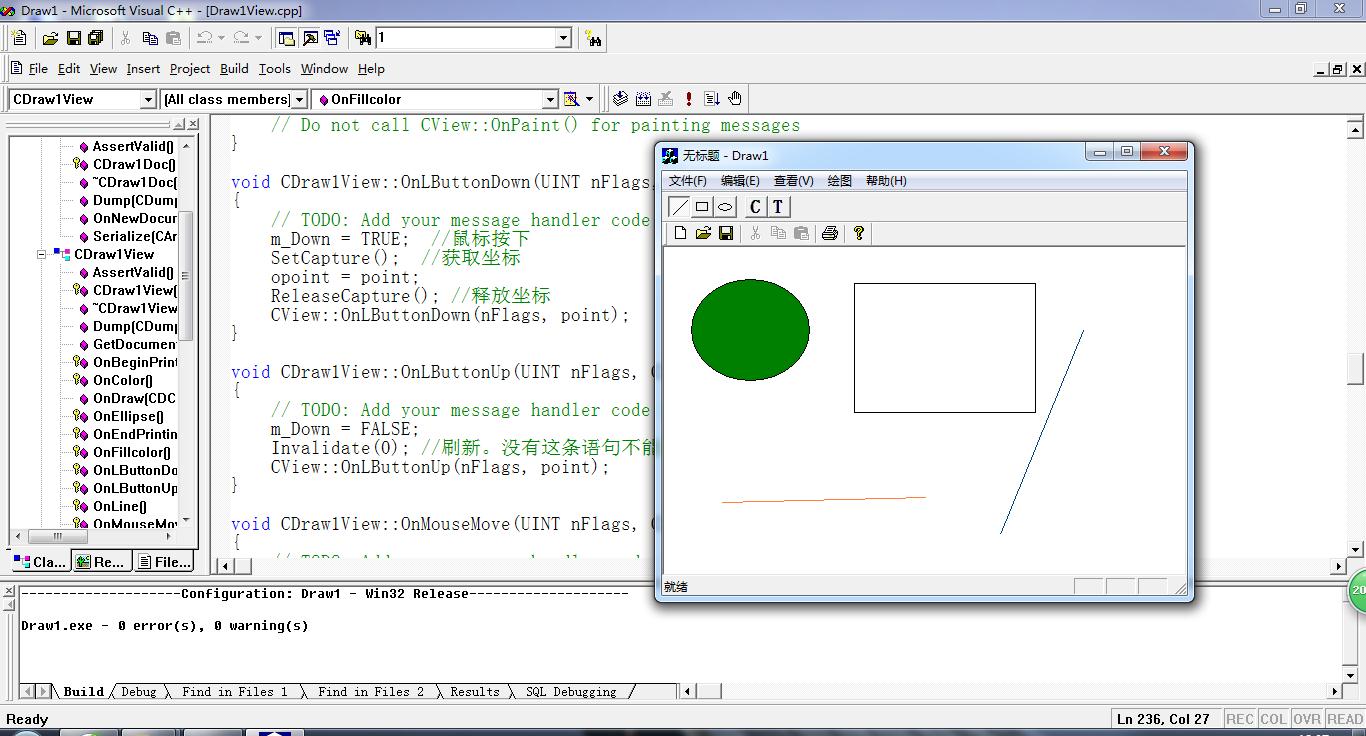 Draw1 - Microsoft Visual C++ - [Draw1View.cpp]
1
File Edit View Insert Project Build Tools Window Help
CDraw1View
[All class members]
OnFillcolor
AssertValid()
CDraw1Doc()
~CDraw1Doc(
Dump(CDump
OnNewDocur
Serialize(CAr
CDraw1View
AssertValid()
CDraw1View(
~CDraw1View
Dump(CDump
GetDocumen
OnBeginPrint
OnColor()
OnDraw(CDC
OnEllipse()
OnEndPrintin
OnFillcolor()
OnLButtonDo
OnLButtonUp
OnLine()
OnMouseMov
Cla...
Re...
File...
// Do not call CView::OnPaint() for painting messages
}
void CDraw1View::OnLButtonDown(UINT nFlags,
{
// TODO: Add your message handler code
m_Down = TRUE; //鼠标按下
SetCapture(); //获取坐标
opoint = point;
ReleaseCapture(); //释放坐标
CView::OnLButtonDown(nFlags, point);
}
void CDraw1View::OnLButtonUp(UINT nFlags,
{
// TODO: Add your message handler code
m_Down = FALSE;
Invalidate(0); //刷新。没有这条语句不能
CView::OnLButtonUp(nFlags, point);
}
void CDraw1View::OnMouseMove(UINT nFlags,
{
无标题 - Draw1
文件(F) 编辑(E) 查看(V) 绘图 帮助(H)
C T
就绪
--------------------Configuration: Draw1 - Win32 Release--------------------
Draw1.exe - 0 error(s), 0 warning(s)
Build Debug Find in Files 1 Find in Files 2 Results SQL Debugging
20
Ready
Ln 236, Col 27 REC COL OVR READ